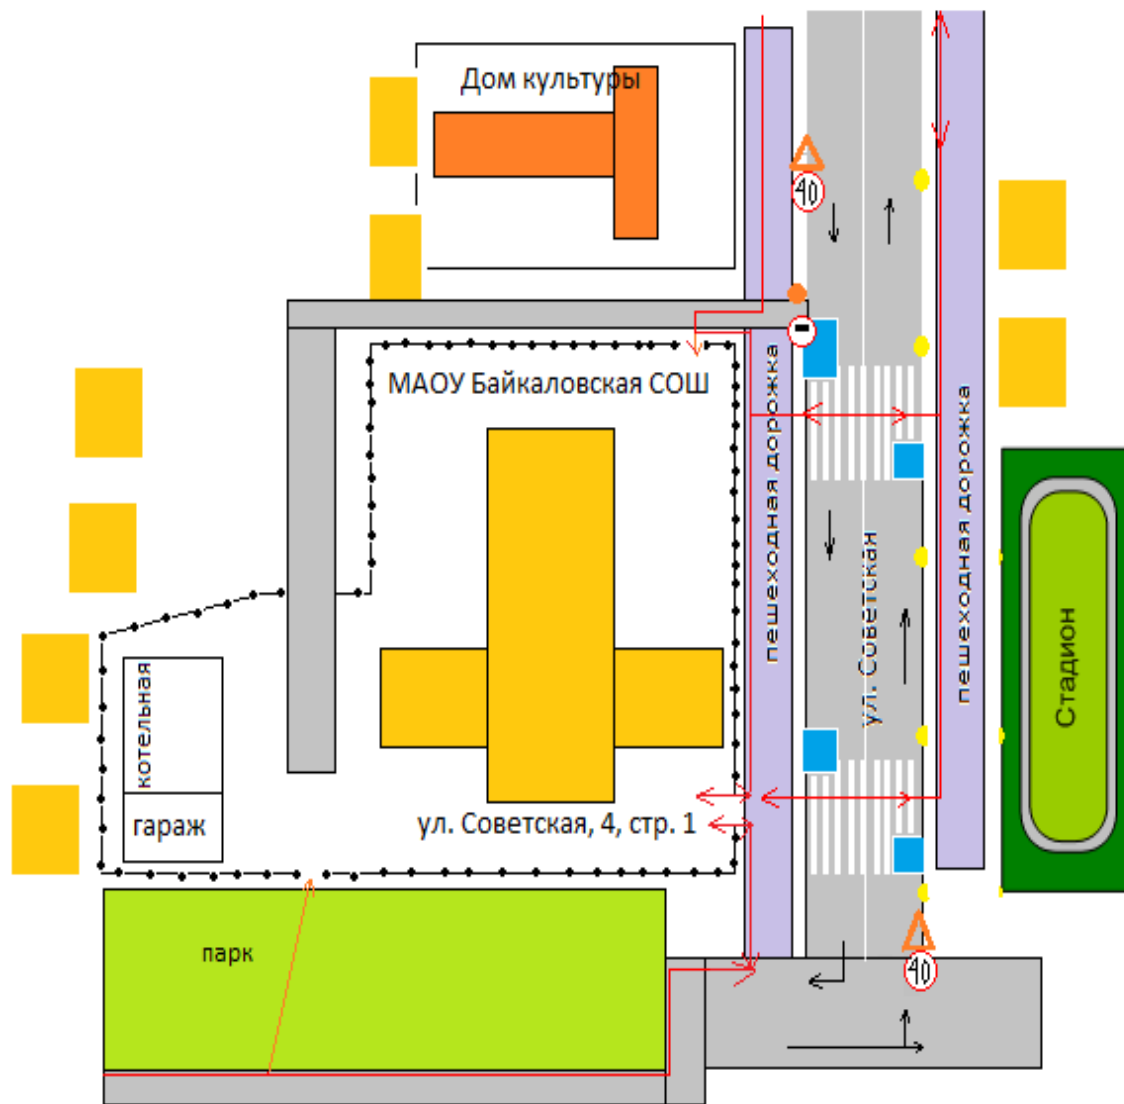 Дом культуры
40
МАОУ Байкаловская СОШ
пешеходная дорожка
пешеходная дорожка
ул. Советская
Стадион
котельная
гараж
ул. Советская, 4, стр. 1
парк
40